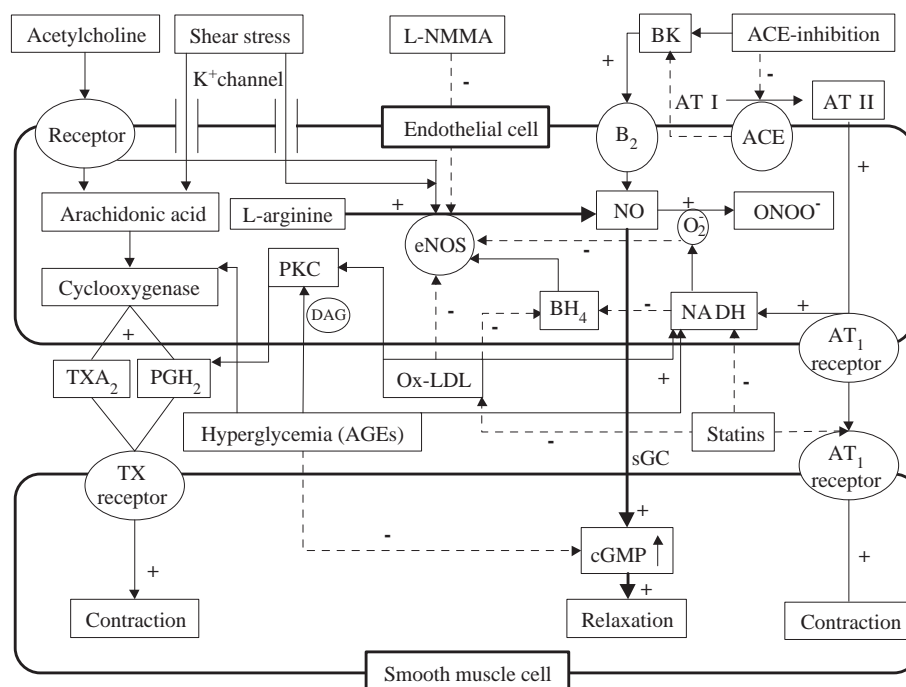 Acetylcholine
Shear stress
L-NMMA
BK
ACE-inhibition
+
-
-
K⁺channel
AT I
AT II
Receptor
Endothelial cell
B₂
ACE
+
Arachidonic acid
L-arginine
+
NO
+
ONOO⁻
eNOS
-
O₂⁻
Cyclooxygenase
PKC
DAG
-
-
BH₄
-
NADH
+
+
TXA₂
PGH₂
Ox-LDL
+
-
AT₁
receptor
Hyperglycemia (AGEs)
-
Statins
TX
receptor
sGC
AT₁
receptor
+
-
cGMP
+
+
+
Contraction
Relaxation
Contraction
Smooth muscle cell